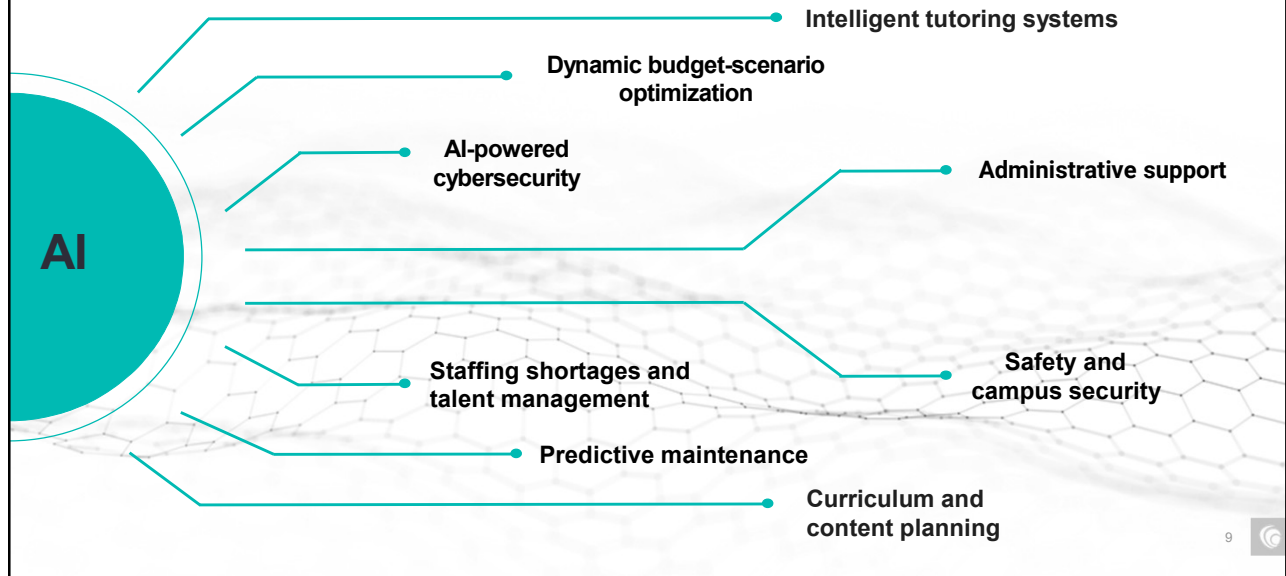 Intelligent tutoring systems
Dynamic budget-scenario
optimization
AI-powered
cybersecurity
Administrative support
AI
Staffing shortages and
talent management
Safety and
campus security
Predictive maintenance
Curriculum and
content planning
9